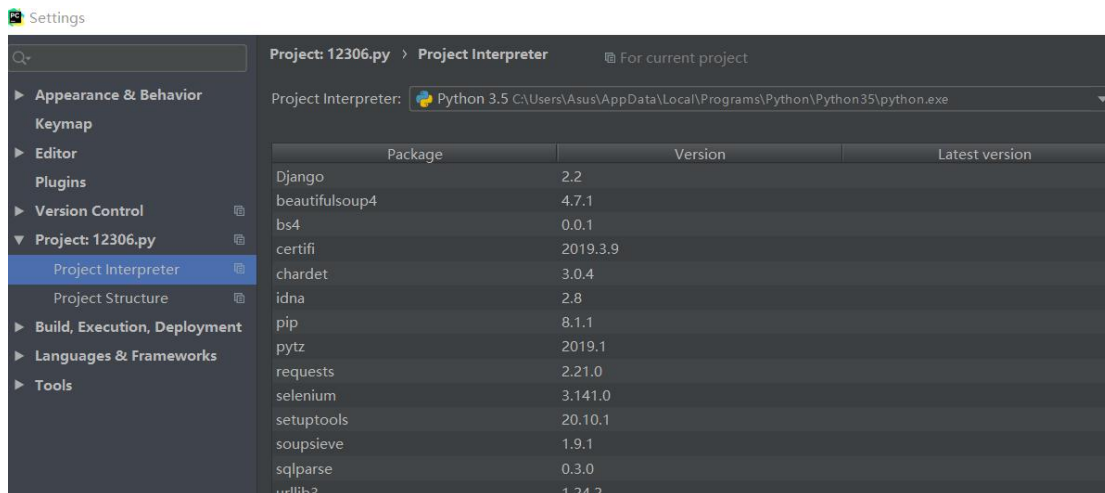 PC Settings
Project: 12306.py › Project Interpreter For current project
Appearance & Behavior
Project Interpreter: Python 3.5 C:\Users\Asus\AppData\Local\Programs\Python\Python35\python.exe
Keymap
Editor
Package Version Latest version
Plugins
Django 2.2
beautifulsoup4 4.7.1
Version Control
bs4 0.0.1
Project: 12306.py
certifi 2019.3.9
Project Interpreter
chardet 3.0.4
Project Structure
idna 2.8
Build, Execution, Deployment
pip 8.1.1
pytz 2019.1
Languages & Frameworks
requests 2.21.0
Tools
selenium 3.141.0
setuptools 20.10.1
soupsieve 1.9.1
sqlparse 0.3.0
urllib3 1.24.2